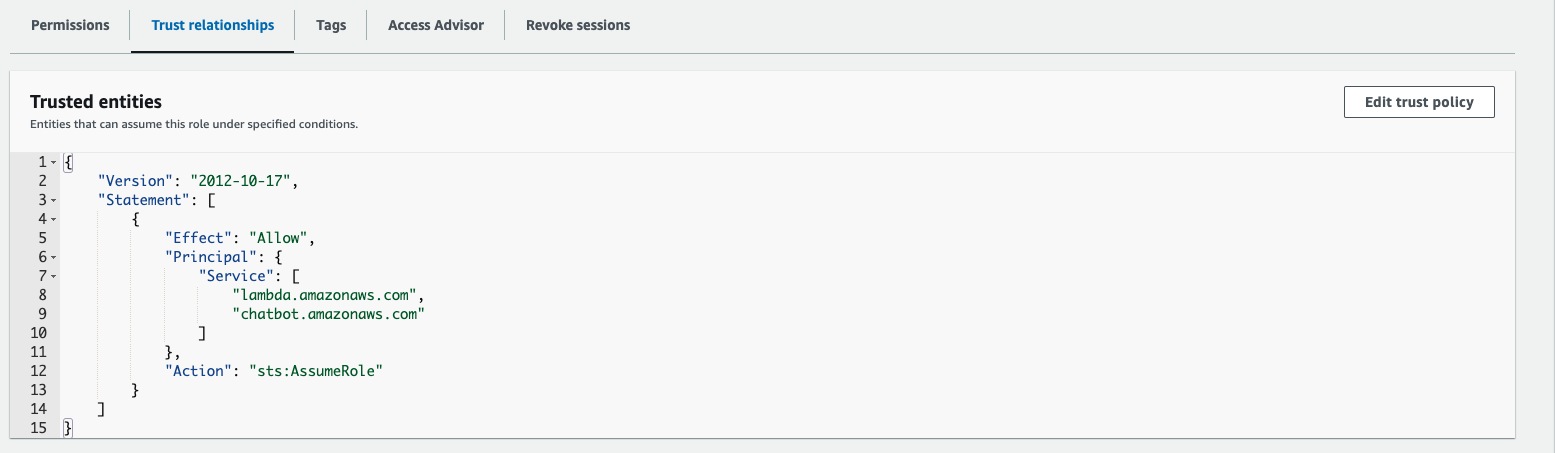 Permissions Trust relationships Tags Access Advisor Revoke sessions
Trusted entities
Edit trust policy
Entities that can assume this role under specified conditions.
1 {
2 "Version": "2012-10-17",
3 "Statement": [
4 {
5 "Effect": "Allow",
6 "Principal": {
7 "Service": [
8 "lambda.amazonaws.com",
9 "chatbot.amazonaws.com"
10 ]
11 },
12 "Action": "sts:AssumeRole"
13 }
14 ]
15 }